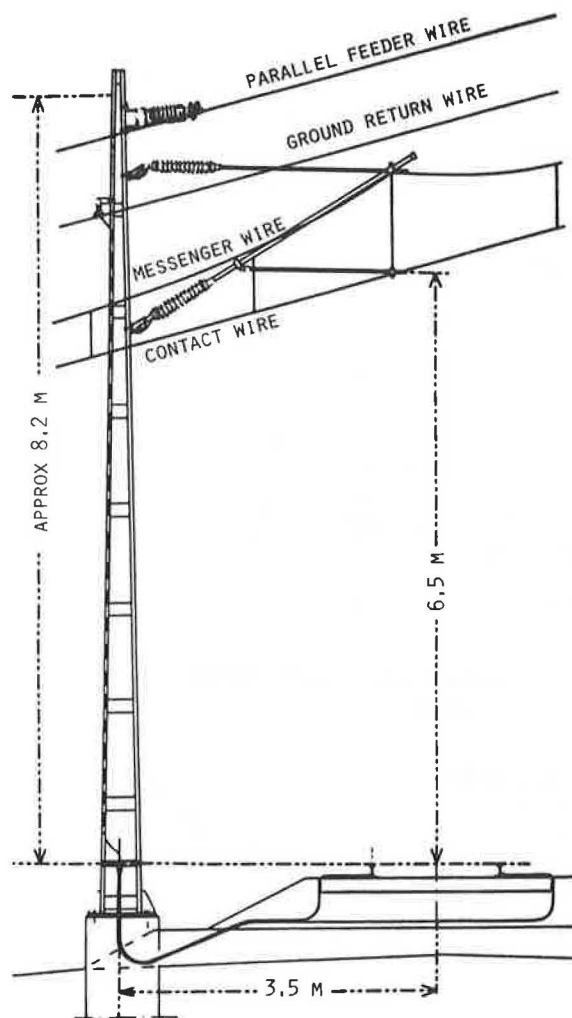 PARALLEL FEEDER WIRE
GROUND RETURN WIRE
MESSENGER WIRE
CONTACT WIRE
APPROX 8.2 M
6.5 M
3.5 M